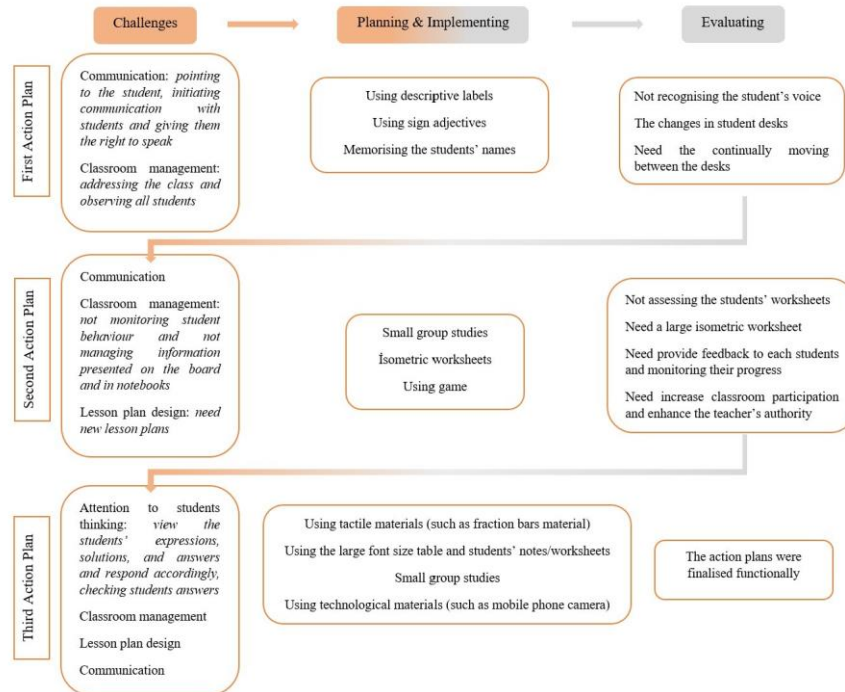 Challenges
Planning & Implementing
Evaluating
First Action Plan
Communication: pointing
to the student, initiating
communication with
students and giving them
the right to speak
Classroom management:
addressing the class and
observing all students
Using descriptive labels
Using sign adjectives
Memorising the students’ names
Not recognising the student’s voice
The changes in student desks
Need the continually moving
between the desks
Second Action Plan
Communication
Classroom management:
not monitoring student
behaviour and not
managing information
presented on the board
and in notebooks
Lesson plan design: need
new lesson plans
Small group studies
İsometric worksheets
Using game
Not assessing the students’ worksheets
Need a large isometric worksheet
Need provide feedback to each students
and monitoring their progress
Need increase classroom participation
and enhance the teacher’s authority
Third Action Plan
Attention to students
thinking: view the
students’ expressions,
solutions, and answers
and respond accordingly,
checking students answers
Classroom management
Lesson plan design
Communication
Using tactile materials (such as fraction bars material)
Using the large font size table and students’ notes/worksheets
Small group studies
Using technological materials (such as mobile phone camera)
The action plans were
finalised functionally